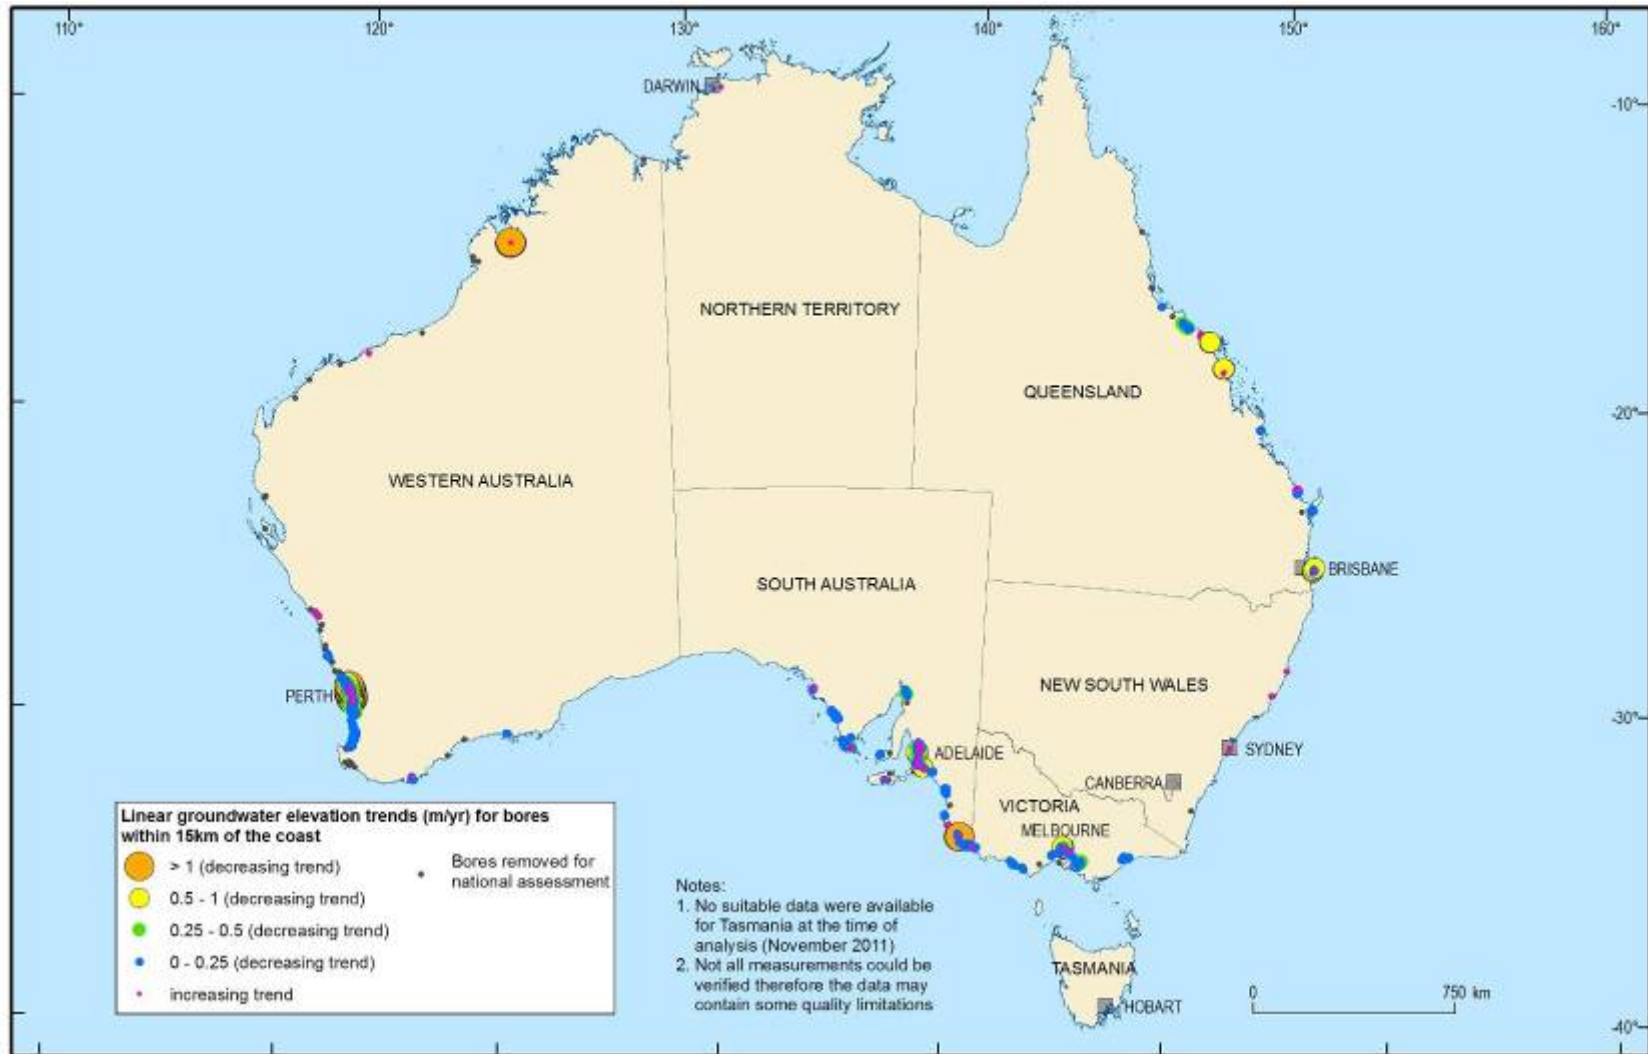 110°
120°
130°
140°
150°
160°
DARWIN
-10°
NORTHERN TERRITORY
QUEENSLAND
-20°
WESTERN AUSTRALIA
SOUTH AUSTRALIA
BRISBANE
NEW SOUTH WALES
PERTH
-30°
ADELAIDE
SYDNEY
CANBERRA
VICTORIA
MELBOURNE
Linear groundwater elevation trends (m/yr) for bores
within 15km of the coast
> 1 (decreasing trend)
0.5 - 1 (decreasing trend)
0.25 - 0.5 (decreasing trend)
0 - 0.25 (decreasing trend)
increasing trend
Bores removed for
national assessment
Notes:
1. No suitable data were available
for Tasmania at the time of
analysis (November 2011)
2. Not all measurements could be
verified therefore the data may
contain some quality limitations
TASMANIA
HOBART
0 750 km
-40°